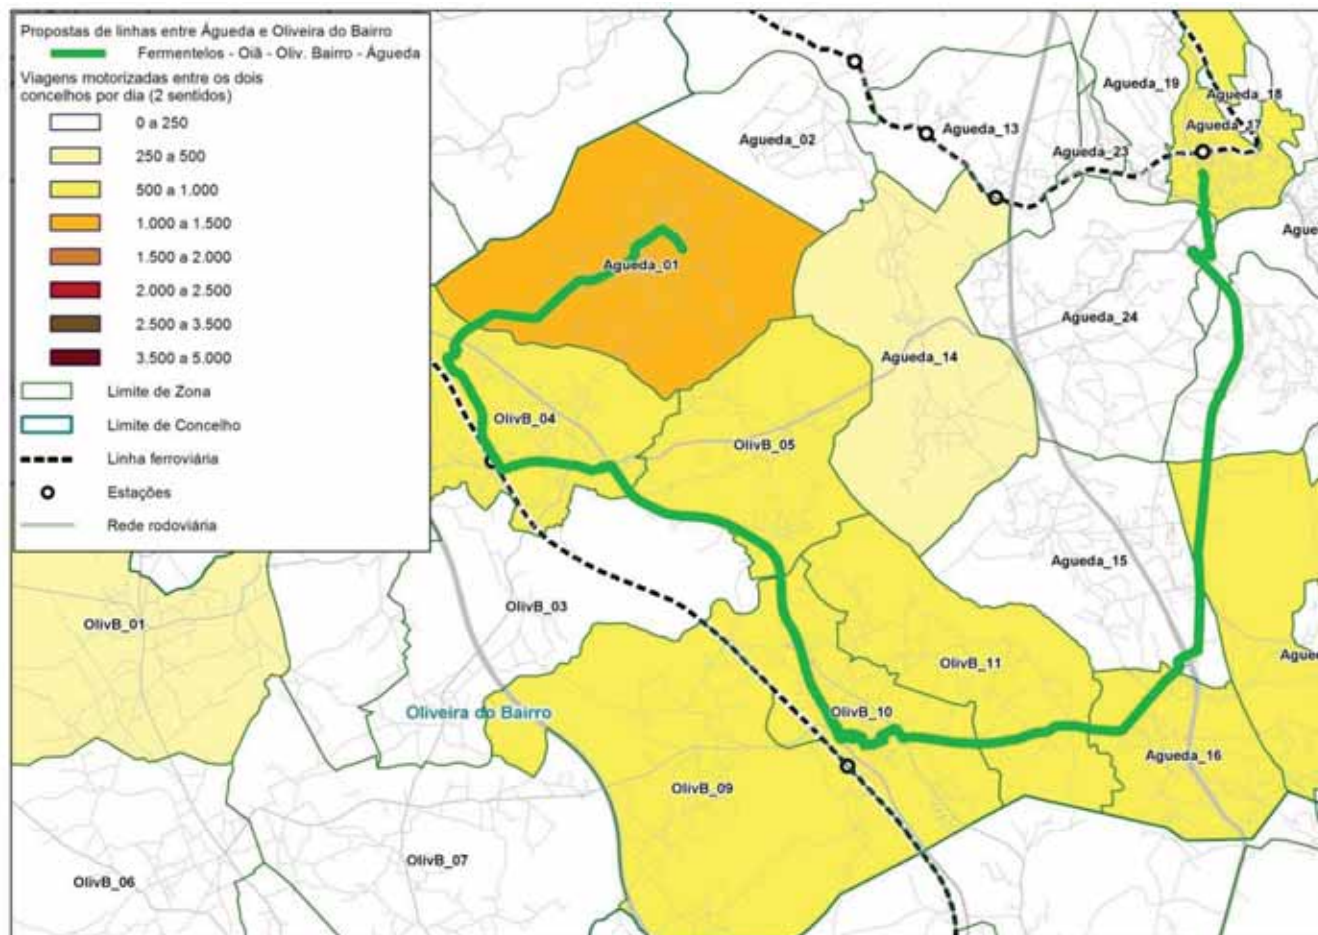 Propostas de linhas entre Águeda e Oliveira do Bairro
Fermentelos - Oiã - Oliv. Bairro - Águeda
Viagens motorizadas entre os dois
concelhos por dia (2 sentidos)
0 a 250
250 a 500
500 a 1.000
1.000 a 1.500
1.500 a 2.000
2.000 a 2.500
2.500 a 3.500
3.500 a 5.000
Limite de Zona
Limite de Concelho
Linha ferroviária
Estações
Rede rodoviária
Agueda_19
Agueda_18
Agueda_17
Agueda_13
Agueda_02
Agueda_23
Ague
Agueda_01
Agueda_24
Agueda_14
OlivB_04
OlivB_05
Agueda_15
OlivB_03
OlivB_01
OlivB_11
Ague
Oliveira do Bairro
OlivB_10
Agueda_16
OlivB_09
OlivB_07
OlivB_06